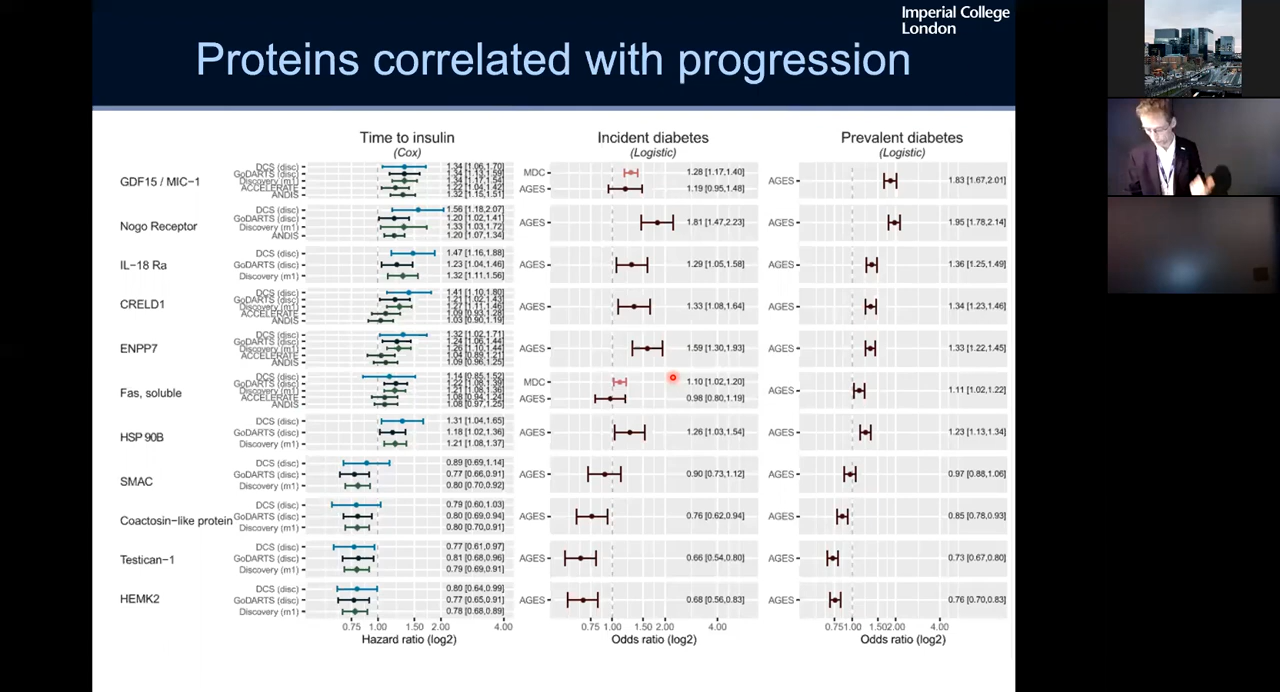 Imperial College
London
Proteins correlated with progression
Time to insulin
(Cox)
Incident diabetes
(Logistic)
Prevalent diabetes
(Logistic)
GDF15 / MIC-1
DCS (disc) 1.34 [1.06,1.70]
GoDARTS (disc) 1.34 [1.13,1.59]
Discovery (m1) 1.34 [1.17,1.54]
ACCELERATE 1.22 [1.04,1.42]
ANDIS 1.32 [1.15,1.51]
MDC 1.28 [1.17,1.40]
AGES 1.19 [0.95,1.48]
AGES 1.83 [1.67,2.01]
Nogo Receptor
DCS (disc) 1.56 [1.18,2.07]
GoDARTS (disc) 1.20 [1.02,1.41]
Discovery (m1) 1.33 [1.03,1.72]
ANDIS 1.20 [1.07,1.34]
AGES 1.81 [1.47,2.23]
AGES 1.95 [1.78,2.14]
IL-18 Ra
DCS (disc) 1.47 [1.16,1.88]
GoDARTS (disc) 1.23 [1.04,1.46]
Discovery (m1) 1.32 [1.11,1.56]
AGES 1.29 [1.05,1.58]
AGES 1.36 [1.25,1.49]
CRELD1
DCS (disc) 1.41 [1.10,1.80]
GoDARTS (disc) 1.21 [1.02,1.43]
Discovery (m1) 1.27 [1.11,1.46]
ACCELERATE 1.09 [0.93,1.28]
ANDIS 1.03 [0.90,1.19]
AGES 1.33 [1.08,1.64]
AGES 1.34 [1.23,1.46]
ENPP7
DCS (disc) 1.32 [1.02,1.71]
GoDARTS (disc) 1.24 [1.06,1.44]
Discovery (m1) 1.26 [1.10,1.44]
ACCELERATE 1.04 [0.89,1.21]
ANDIS 1.09 [0.96,1.25]
AGES 1.59 [1.30,1.93]
AGES 1.33 [1.22,1.45]
Fas, soluble
DCS (disc) 1.14 [0.85,1.52]
GoDARTS (disc) 1.22 [1.08,1.39]
Discovery (m1) 1.21 [1.08,1.36]
ACCELERATE 1.08 [0.94,1.24]
ANDIS 1.08 [0.97,1.25]
MDC 1.10 [1.02,1.20]
AGES 0.98 [0.80,1.19]
AGES 1.11 [1.02,1.22]
HSP 90B
DCS (disc) 1.31 [1.04,1.65]
GoDARTS (disc) 1.18 [1.02,1.36]
Discovery (m1) 1.21 [1.08,1.37]
AGES 1.26 [1.03,1.54]
AGES 1.23 [1.13,1.34]
SMAC
DCS (disc) 0.89 [0.69,1.14]
GoDARTS (disc) 0.77 [0.66,0.91]
Discovery (m1) 0.80 [0.70,0.92]
AGES 0.90 [0.73,1.12]
AGES 0.97 [0.88,1.06]
Coactosin-like protein
DCS (disc) 0.79 [0.60,1.03]
GoDARTS (disc) 0.80 [0.69,0.94]
Discovery (m1) 0.80 [0.70,0.91]
AGES 0.76 [0.62,0.94]
AGES 0.85 [0.78,0.93]
Testican-1
DCS (disc) 0.77 [0.61,0.97]
GoDARTS (disc) 0.81 [0.68,0.96]
Discovery (m1) 0.79 [0.69,0.91]
AGES 0.66 [0.54,0.80]
AGES 0.73 [0.67,0.80]
HEMK2
DCS (disc) 0.80 [0.64,0.99]
GoDARTS (disc) 0.77 [0.65,0.91]
Discovery (m1) 0.78 [0.68,0.89]
AGES 0.68 [0.56,0.83]
AGES 0.76 [0.70,0.83]
0.75 1.00 1.50 2.00 4.00
0.75 1.00 1.50 2.00 4.00
0.75 1.00 1.50 2.00 4.00
Hazard ratio (log2)
Odds ratio (log2)
Odds ratio (log2)